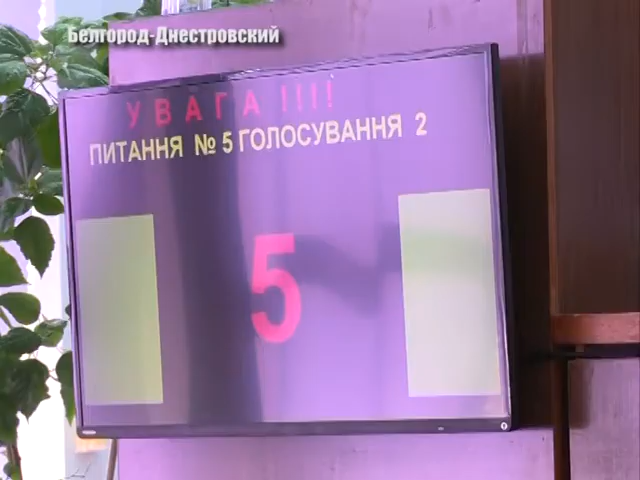 Белгород-Днестровский
УВАГА !!!!
ПИТАННЯ № 5 ГОЛОСУВАННЯ 2
5